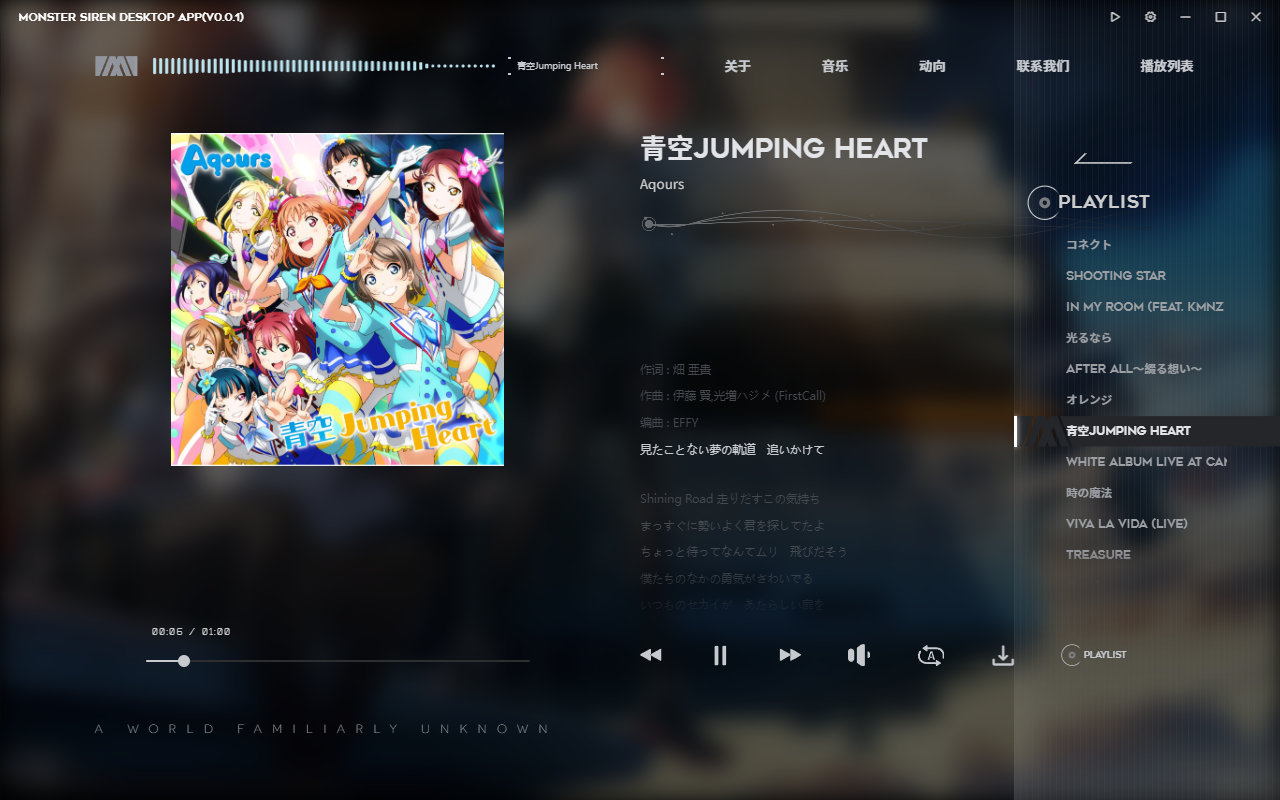 MONSTER SIREN DESKTOP APP(V0.0.1)
青空Jumping Heart
关于
音乐
动向
联系我们
播放列表
Aqours
青空 Jumping Heart
青空JUMPING HEART
Aqours
作词 : 畑 亜貴
作曲 : 伊藤 賢,光増ハジメ (FirstCall)
编曲 : EFFY
見たことない夢の軌道　追いかけて
Shining Road 走りだすこの気持ち
まっすぐに勢いよく君を探してたよ
ちょっと待ってなんてムリ　飛びだそう
僕たちのなかの勇気がさわいでる
いつものセカイが　あたらしい扉を
PLAYLIST
コネクト
SHOOTING STAR
IN MY ROOM (FEAT. KMNZ
光るなら
AFTER ALL～綴る想い～
オレンジ
青空JUMPING HEART
WHITE ALBUM LIVE AT CAN
時の魔法
VIVA LA VIDA (LIVE)
TREASURE
00:06 / 01:00
A
PLAYLIST
A WORLD FAMILIARLY UNKNOWN